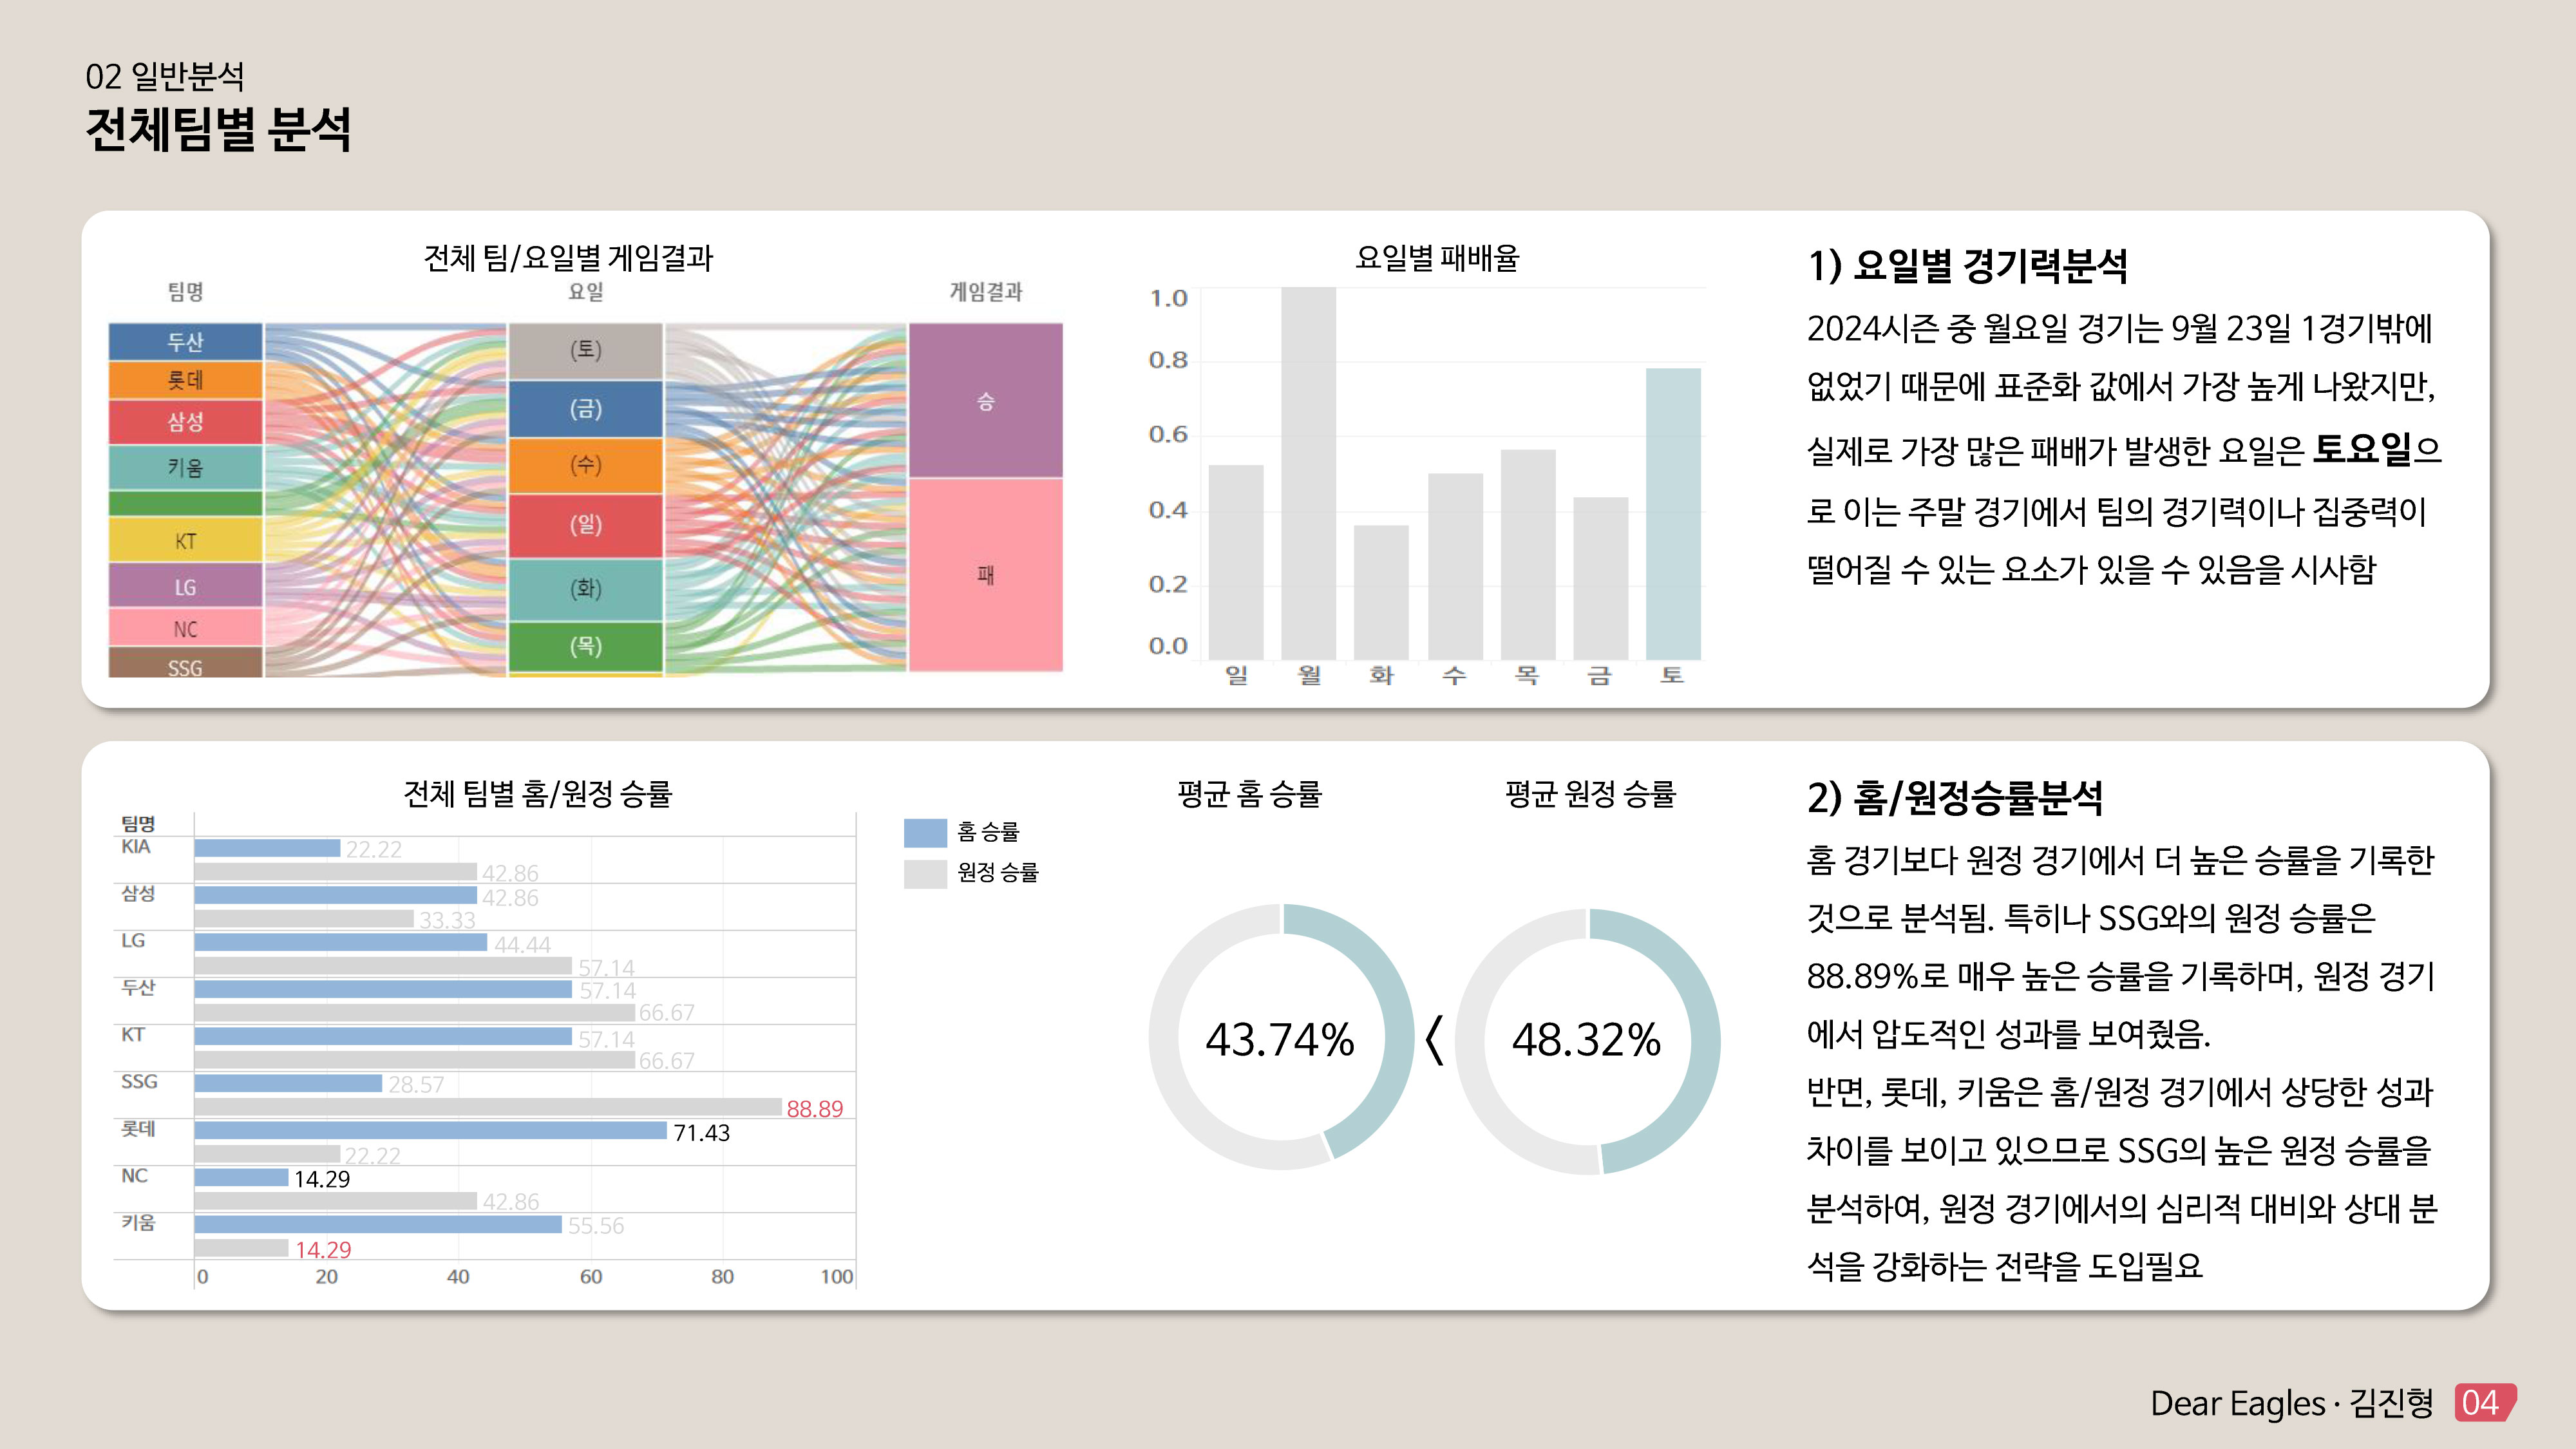 02 일반분석
전체팀별 분석
전체 팀/요일별 게임결과
팀명
요일
게임결과
두산
롯데
삼성
키움
KT
LG
NC
SSG
(토)
(금)
(수)
(일)
(화)
(목)
승
패
요일별 패배율
1.0
0.8
0.6
0.4
0.2
0.0
일 월 화 수 목 금 토
1) 요일별 경기력분석
2024시즌 중 월요일 경기는 9월 23일 1경기밖에
없었기 때문에 표준화 값에서 가장 높게 나왔지만,
실제로 가장 많은 패배가 발생한 요일은 토요일으
로 이는 주말 경기에서 팀의 경기력이나 집중력이
떨어질 수 있는 요소가 있을 수 있음을 시사함
전체 팀별 홈/원정 승률
팀명
KIA
22.22
42.86
삼성
42.86
33.33
LG
44.44
57.14
두산
57.14
66.67
KT
57.14
66.67
SSG
28.57
88.89
롯데
71.43
22.22
NC
14.29
42.86
키움
55.56
14.29
0 20 40 60 80 100
홈 승률
원정 승률
평균 홈 승률
평균 원정 승률
43.74% < 48.32%
2) 홈/원정승률분석
홈 경기보다 원정 경기에서 더 높은 승률을 기록한
것으로 분석됨. 특히나 SSG와의 원정 승률은
88.89%로 매우 높은 승률을 기록하며, 원정 경기
에서 압도적인 성과를 보여줬음.
반면, 롯데, 키움은 홈/원정 경기에서 상당한 성과
차이를 보이고 있으므로 SSG의 높은 원정 승률을
분석하여, 원정 경기에서의 심리적 대비와 상대 분
석을 강화하는 전략을 도입필요
Dear Eagles · 김진형 04